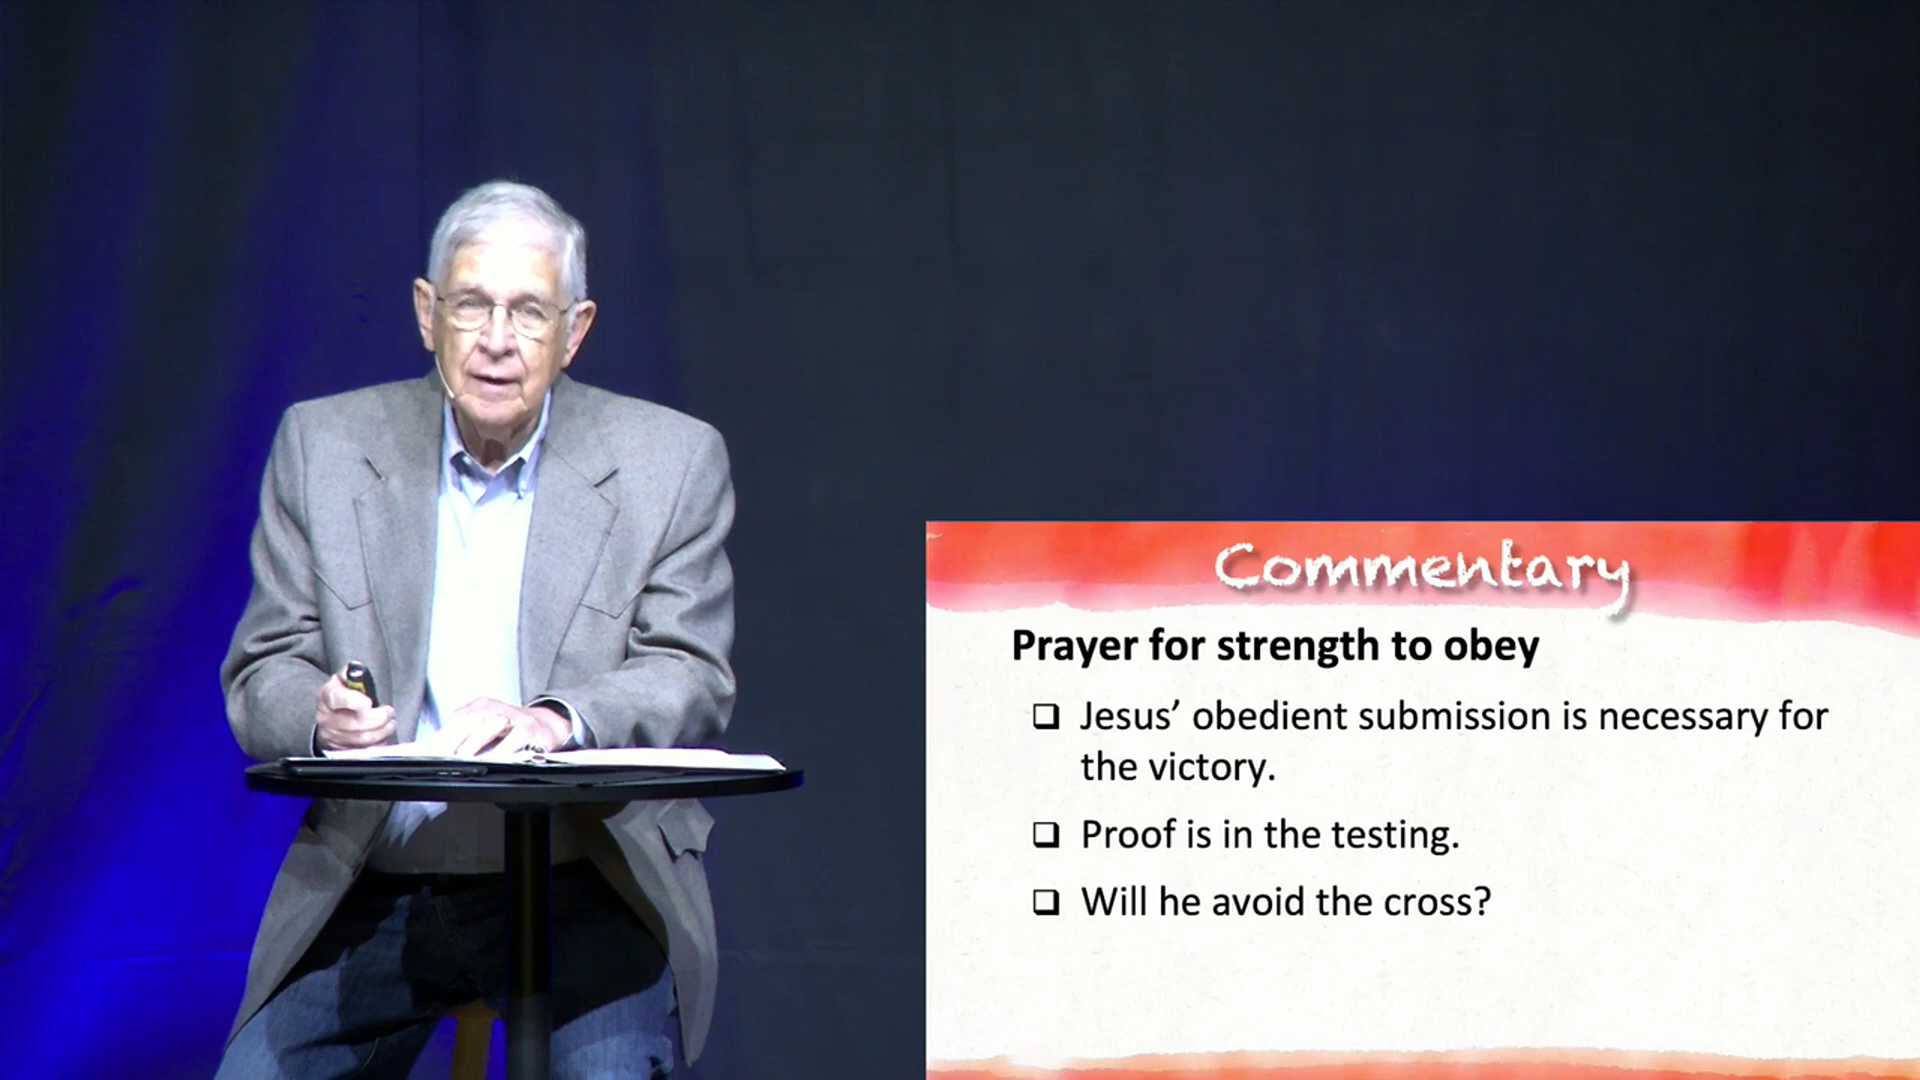 Commentary
Prayer for strength to obey
Jesus’ obedient submission is necessary for
the victory.
Proof is in the testing.
Will he avoid the cross?